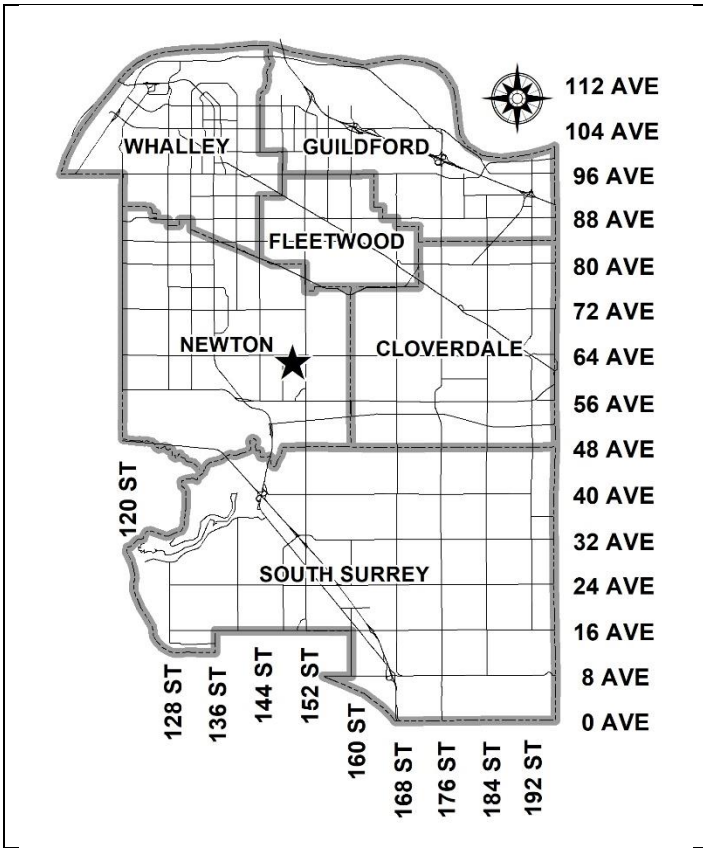 112 AVE
104 AVE
WHALLEY
GUILDFORD
96 AVE
88 AVE
FLEETWOOD
80 AVE
72 AVE
NEWTON
CLOVERDALE
64 AVE
56 AVE
48 AVE
120 ST
40 AVE
32 AVE
SOUTH SURREY
24 AVE
16 AVE
8 AVE
0 AVE
128 ST
136 ST
144 ST
152 ST
160 ST
168 ST
176 ST
184 ST
192 ST